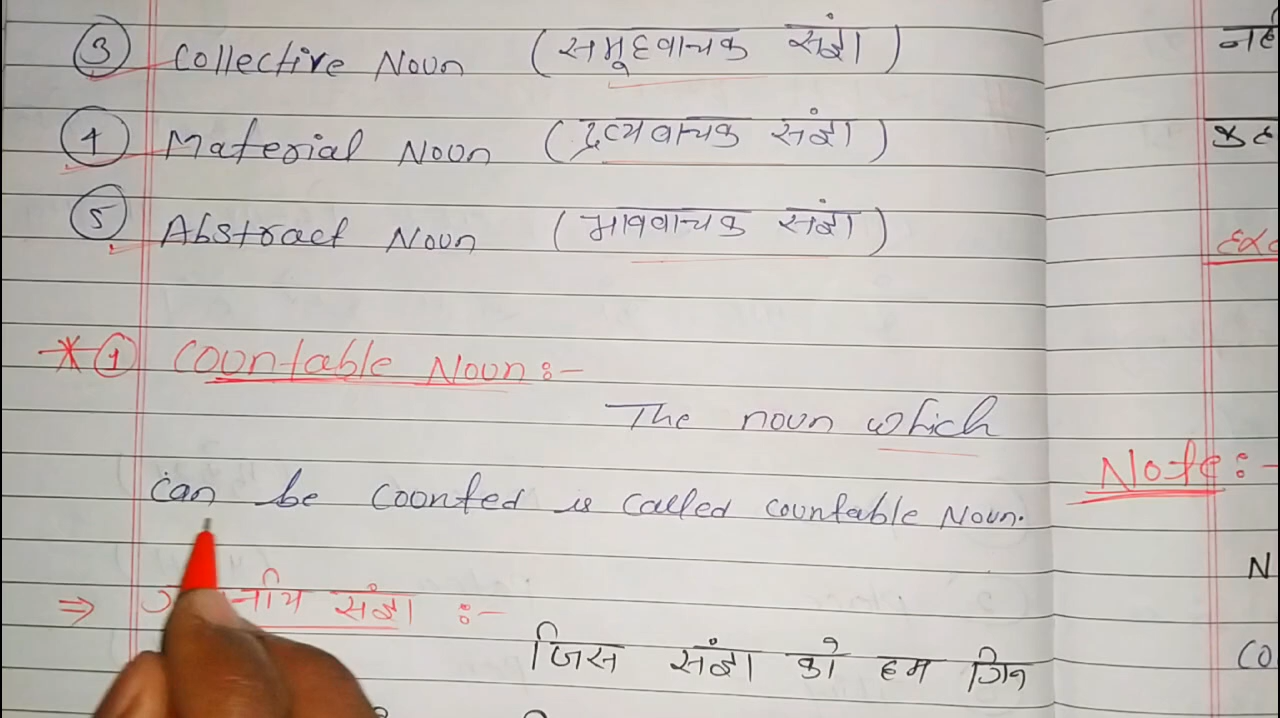 ③ Collective Noun (समूहवाचक संज्ञा)
④ Material Noun (द्रव्यवाचक संज्ञा)
⑤ Abstract Noun (भाववाचक संज्ञा)
* ① Countable Noun :-
The noun which
can be counted is called countable Noun.
⇒ संज्ञा :-
जिस संज्ञा को हम गिन
Note :-
N
CO